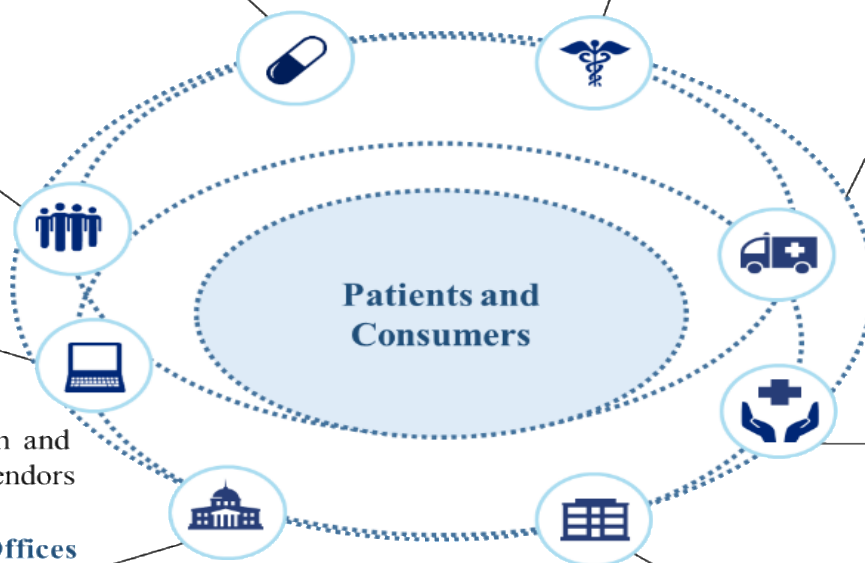 Patients and
Consumers
and
endors
Offices